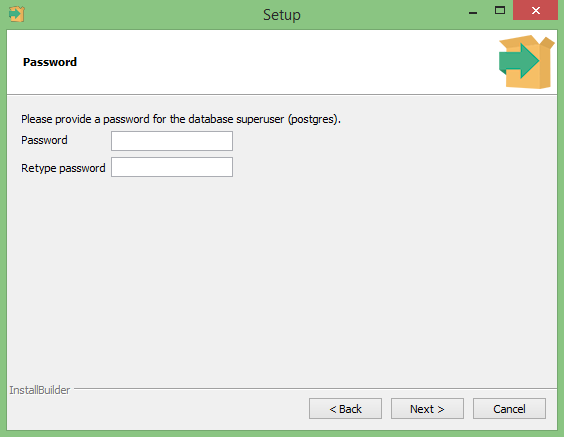 Setup
Password
Please provide a password for the database superuser (postgres).
Password
Retype password
InstallBuilder
< Back
Next >
Cancel